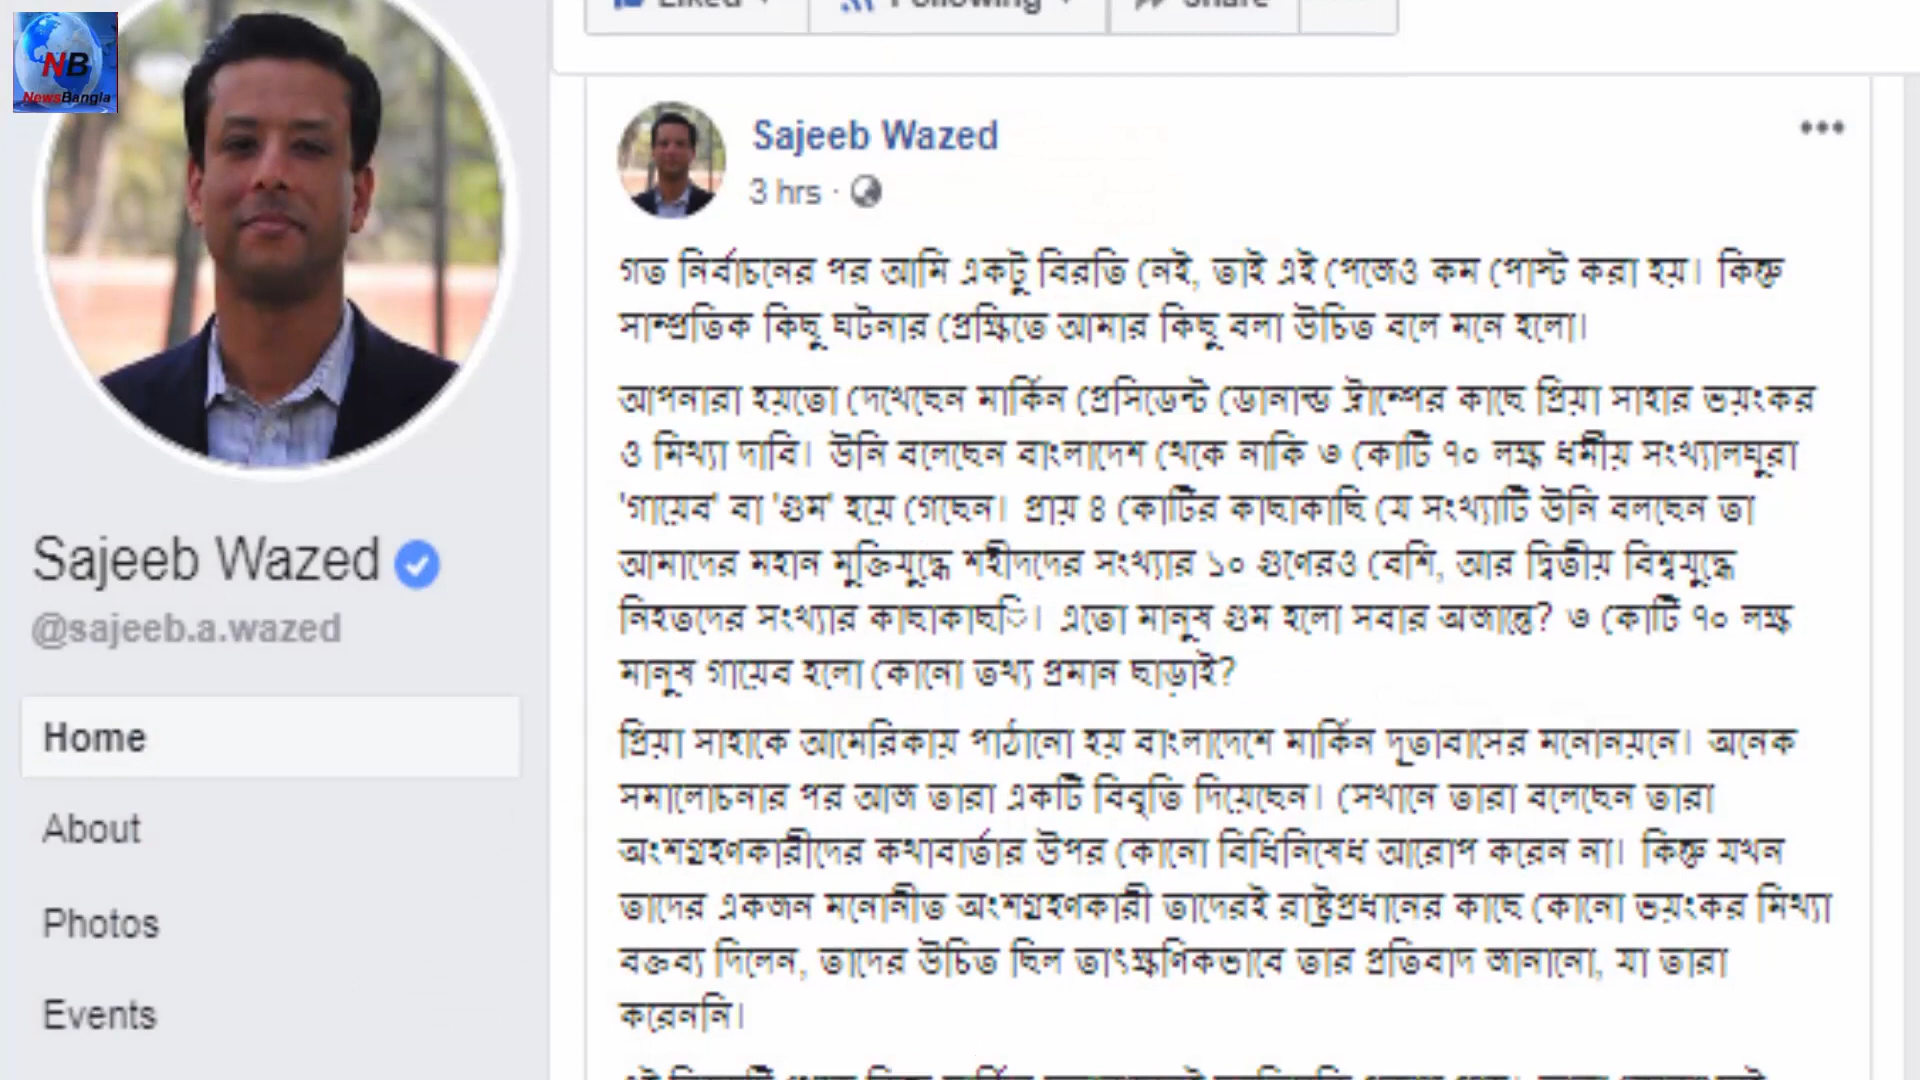 NB
NewsBangla
Liked
Following
Share
Sajeeb Wazed
@sajeeb.a.wazed
Home
About
Photos
Events
Sajeeb Wazed
3 hrs ·
গত নির্বাচনের পর আমি একটু বিরতি নেই, তাই এই পেজেও কম পোস্ট করা হয়। কিন্তু
সাম্প্রতিক কিছু ঘটনার প্রেক্ষিতে আমার কিছু বলা উচিত বলে মনে হলো।
আপনারা হয়তো দেখেছেন মার্কিন প্রেসিডেন্ট ডোনাল্ড ট্রাম্পের কাছে প্রিয়া সাহার ভয়ংকর
ও মিথ্যা দাবি। উনি বলেছেন বাংলাদেশ থেকে নাকি ৩ কোটি ৭০ লক্ষ ধর্মীয় সংখ্যালঘুরা
'গায়েব' বা 'গুম' হয়ে গেছেন। প্রায় ৪ কোটির কাছাকাছি যে সংখ্যাটি উনি বলছেন তা
আমাদের মহান মুক্তিযুদ্ধে শহীদদের সংখ্যার ১০ গুণেরও বেশি, আর দ্বিতীয় বিশ্বযুদ্ধে
নিহতদের সংখ্যার কাছাকাছি। এতো মানুষ গুম হলো সবার অজান্তে? ৩ কোটি ৭০ লক্ষ
মানুষ গায়েব হলো কোনো তথ্য প্রমান ছাড়াই?
প্রিয়া সাহাকে আমেরিকায় পাঠানো হয় বাংলাদেশে মার্কিন দূতাবাসের মনোনয়নে। অনেক
সমালোচনার পর আজ তারা একটি বিবৃতি দিয়েছেন। সেখানে তারা বলেছেন তারা
অংশগ্রহণকারীদের কথাবার্তার উপর কোনো বিধিনিষেধ আরোপ করেন না। কিন্তু যখন
তাদের একজন মনোনীত অংশগ্রহণকারী তাদেরই রাষ্ট্রপ্রধানের কাছে কোনো ভয়ংকর মিথ্যা
বক্তব্য দিলেন, তাদের উচিত ছিল তাৎক্ষণিকভাবে তার প্রতিবাদ জানানো, যা তারা
করেননি।